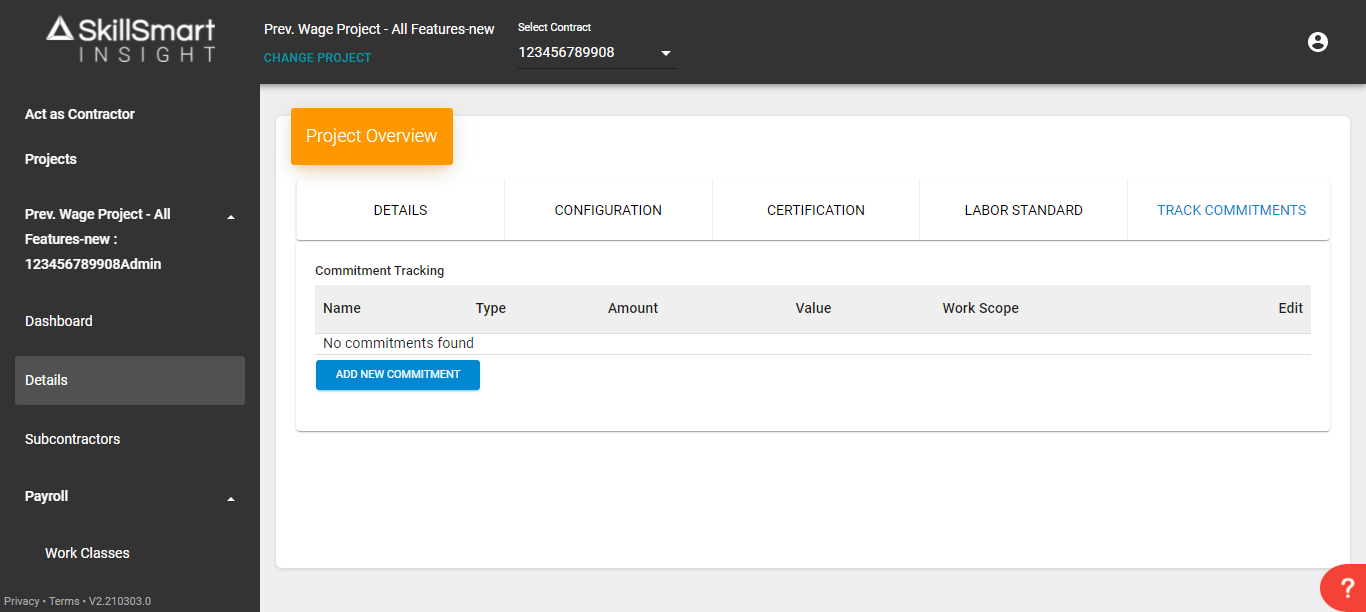 SkillSmart
INSIGHT
Prev. Wage Project - All Features-new
CHANGE PROJECT
Select Contract
123456789908
Act as Contractor
Projects
Prev. Wage Project - All
Features-new :
123456789908Admin
Dashboard
Details
Subcontractors
Payroll
Work Classes
Privacy • Terms • V2.210303.0
Project Overview
DETAILS CONFIGURATION CERTIFICATION LABOR STANDARD TRACK COMMITMENTS
Commitment Tracking
Name Type Amount Value Work Scope Edit
No commitments found
ADD NEW COMMITMENT
?